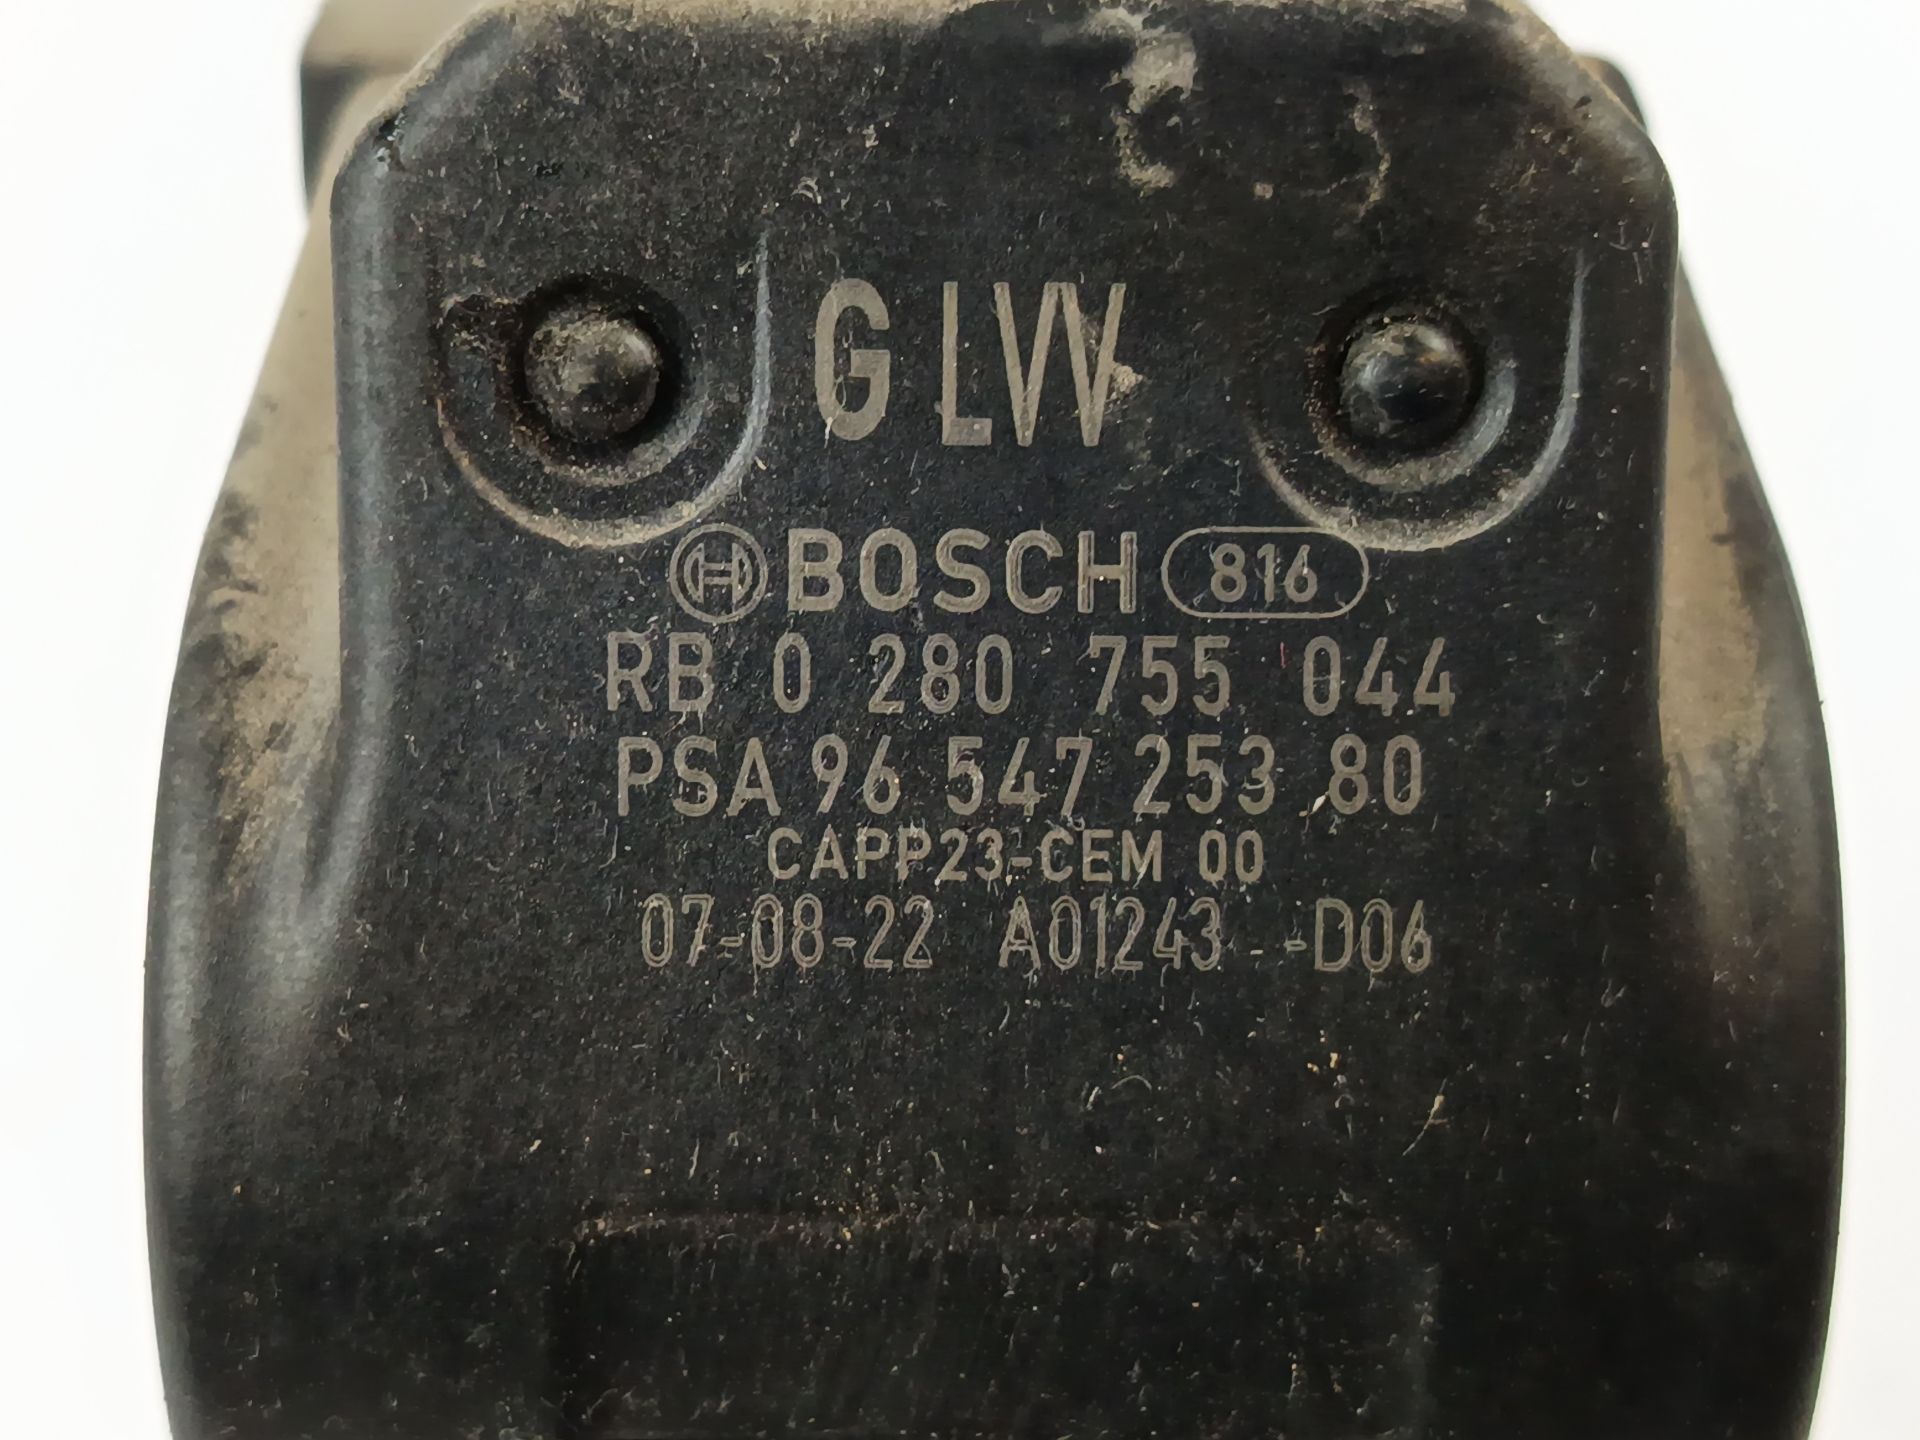 G LW
BOSCH 816
RB 0 280 755 044
PSA 96 547 253 80
CAPP23-CEM 00
07-08-22 A01243 -D06